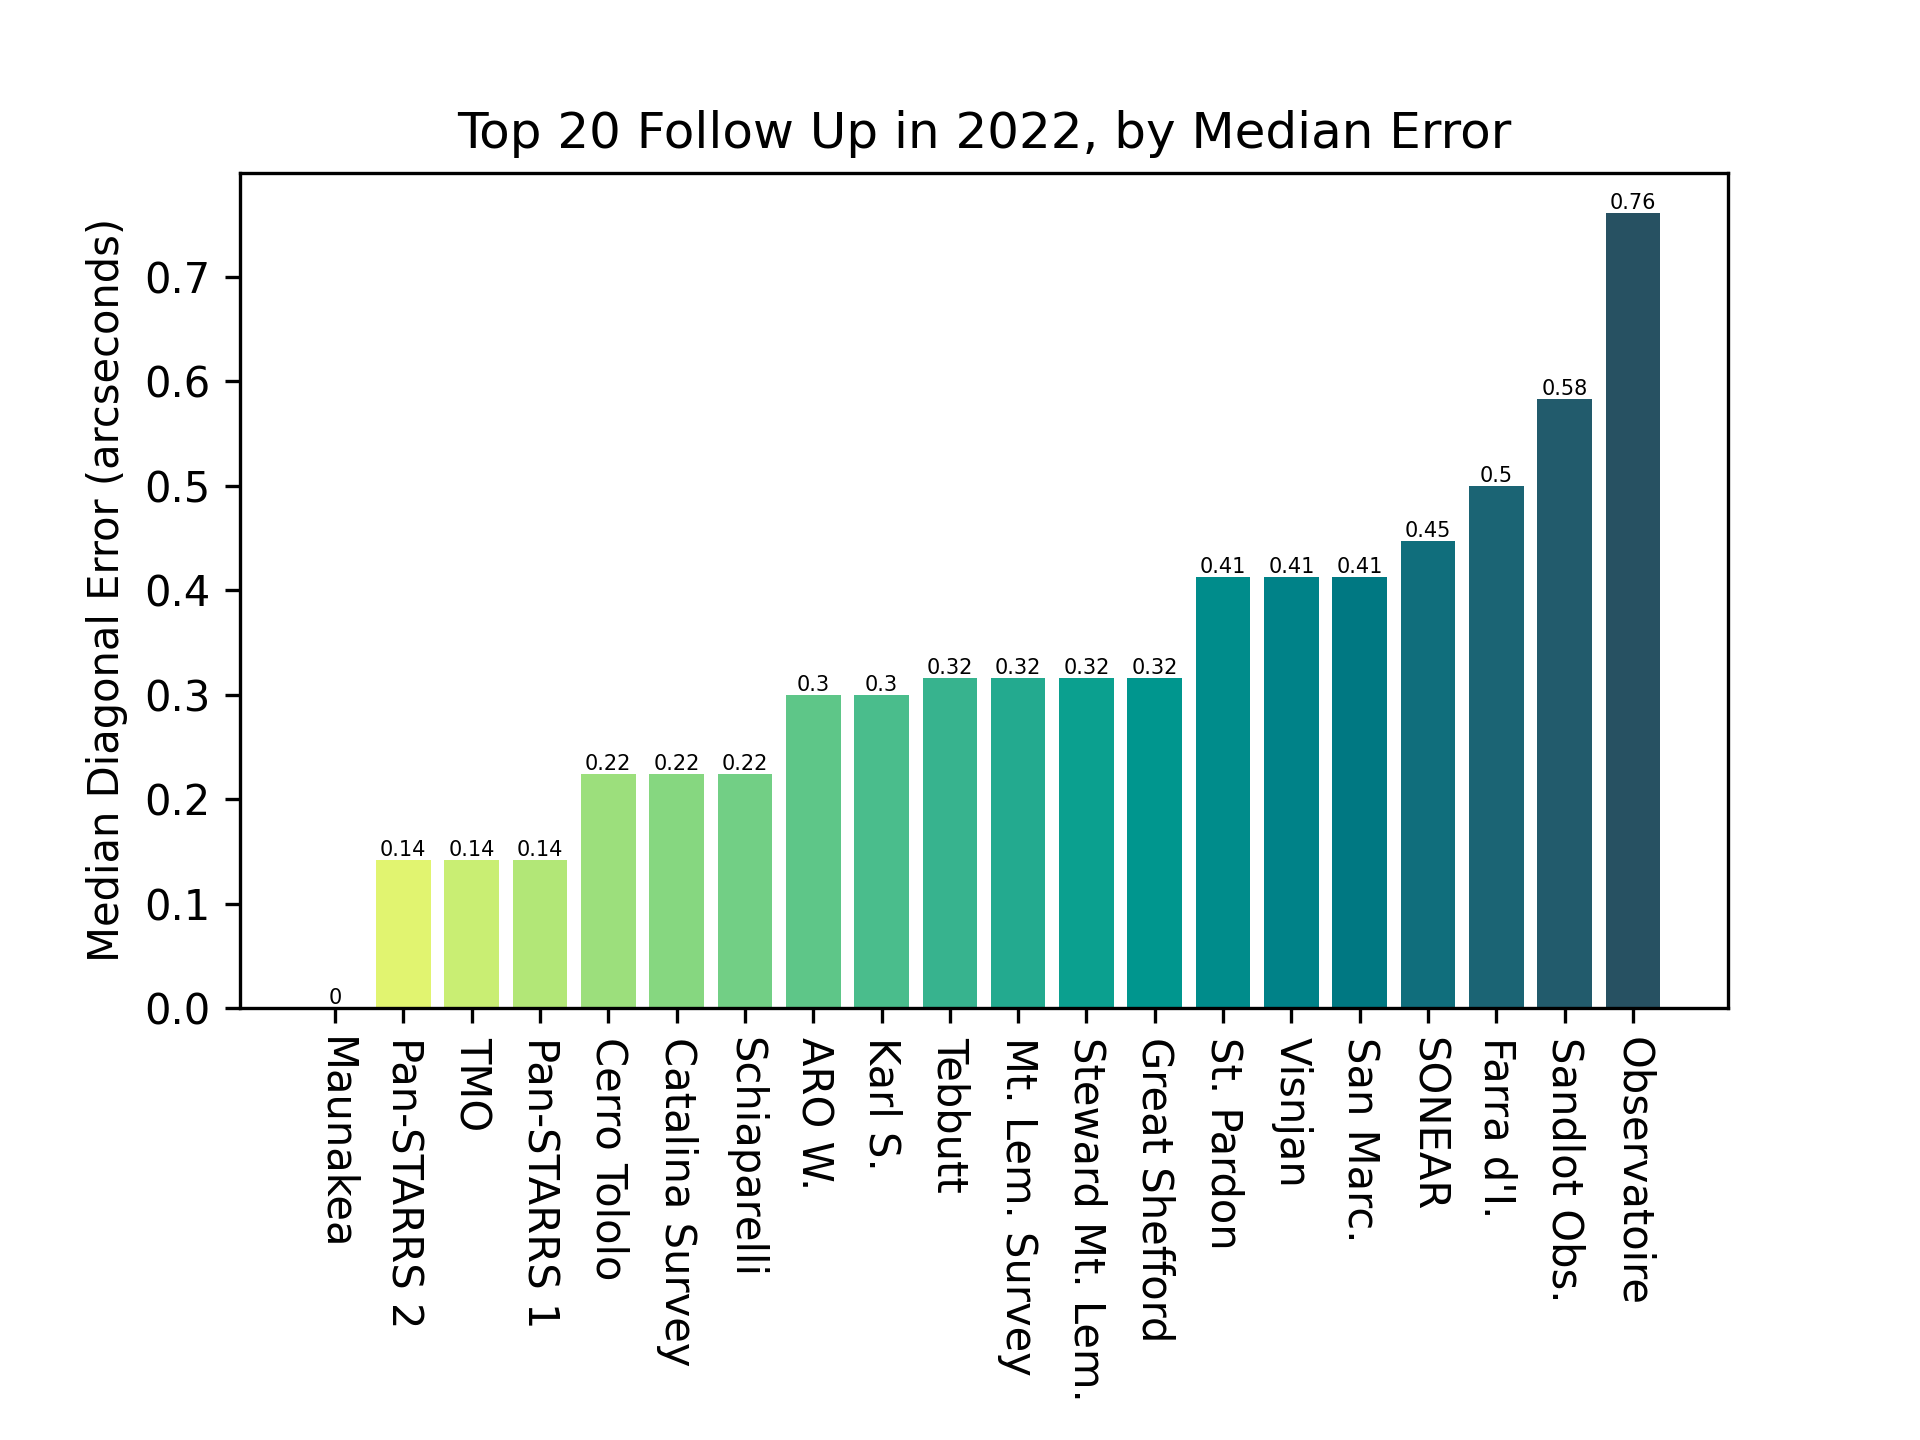 Top 20 Follow Up in 2022, by Median Error
Median Diagonal Error (arcseconds)
0.7
0.6
0.5
0.4
0.3
0.2
0.1
0.0
0
0.14
0.14
0.14
0.22
0.22
0.22
0.3
0.3
0.32
0.32
0.32
0.32
0.41
0.41
0.41
0.45
0.5
0.58
0.76
Maunakea
Pan-STARRS 2
TMO
Pan-STARRS 1
Cerro Tololo
Catalina Survey
Schiaparelli
ARO W.
Karl S.
Tebbutt
Mt. Lem. Survey
Steward Mt. Lem.
Great Shefford
St. Pardon
Visnjan
San Marc.
SONEAR
Farra d'I.
Sandlot Obs.
Observatoire